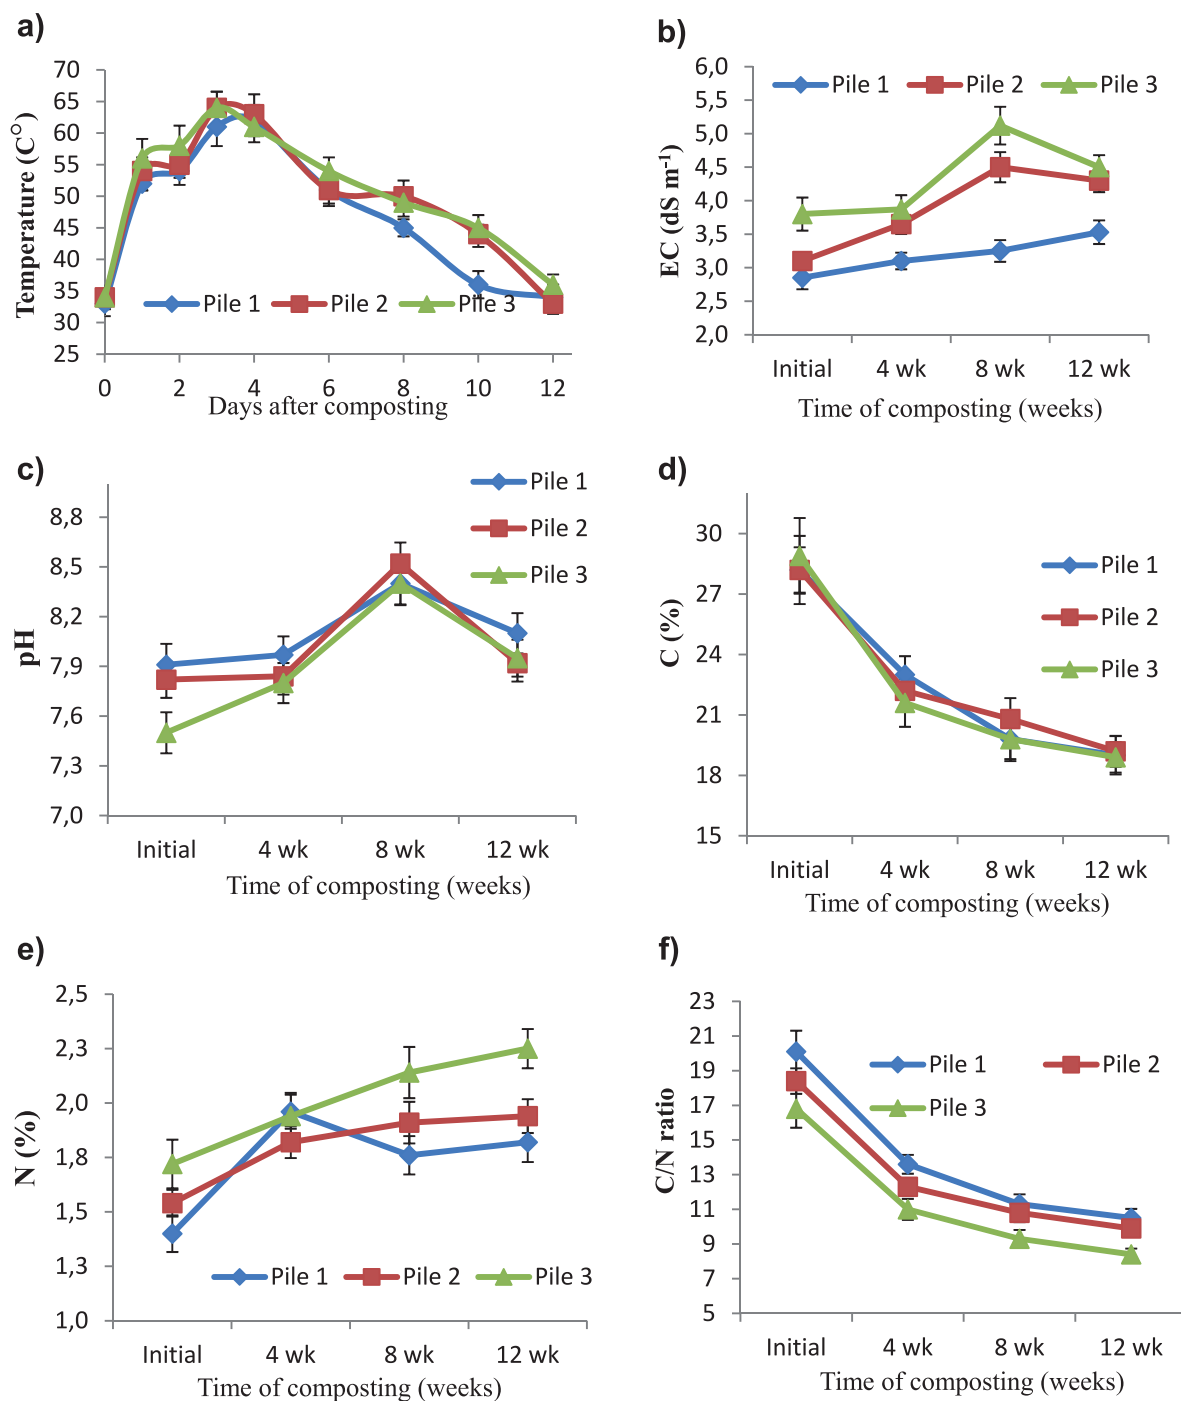 a)
Temperature (C°)
70
65
60
55
50
45
40
35
30
25
Pile 1 Pile 2 Pile 3
0 2 4 6 8 10 12
Days after composting
b)
EC (dS m⁻¹)
6,0
5,5
5,0
4,5
4,0
3,5
3,0
2,5
2,0
Pile 1 Pile 2 Pile 3
Initial 4 wk 8 wk 12 wk
Time of composting (weeks)
c)
pH
8,8
8,5
8,2
7,9
7,6
7,3
7,0
Pile 1
Pile 2
Pile 3
Initial 4 wk 8 wk 12 wk
Time of composting (weeks)
d)
C (%)
30
27
24
21
18
15
Pile 1
Pile 2
Pile 3
Initial 4 wk 8 wk 12 wk
Time of composting (weeks)
e)
N (%)
2,5
2,3
2,0
1,8
1,5
1,3
1,0
Pile 1 Pile 2 Pile 3
Initial 4 wk 8 wk 12 wk
Time of composting (weeks)
f)
C/N ratio
23
21
19
17
15
13
11
9
7
5
Pile 1 Pile 2
Pile 3
Initial 4 wk 8 wk 12 wk
Time of composting (weeks)